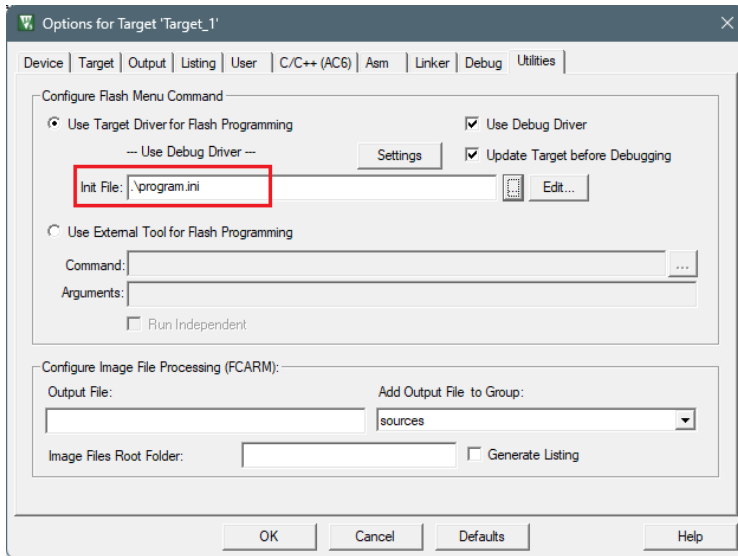 Options for Target 'Target_1'
Device Target Output Listing User C/C++ (AC6) Asm Linker Debug Utilities
Configure Flash Menu Command
Use Target Driver for Flash Programming Use Debug Driver
--- Use Debug Driver --- Settings Update Target before Debugging
Init File: .\program.ini ... Edit...
Use External Tool for Flash Programming
Command: ...
Arguments:
Run Independent
Configure Image File Processing (FCARM):
Output File: Add Output File to Group:
sources
Image Files Root Folder: Generate Listing
OK Cancel Defaults Help